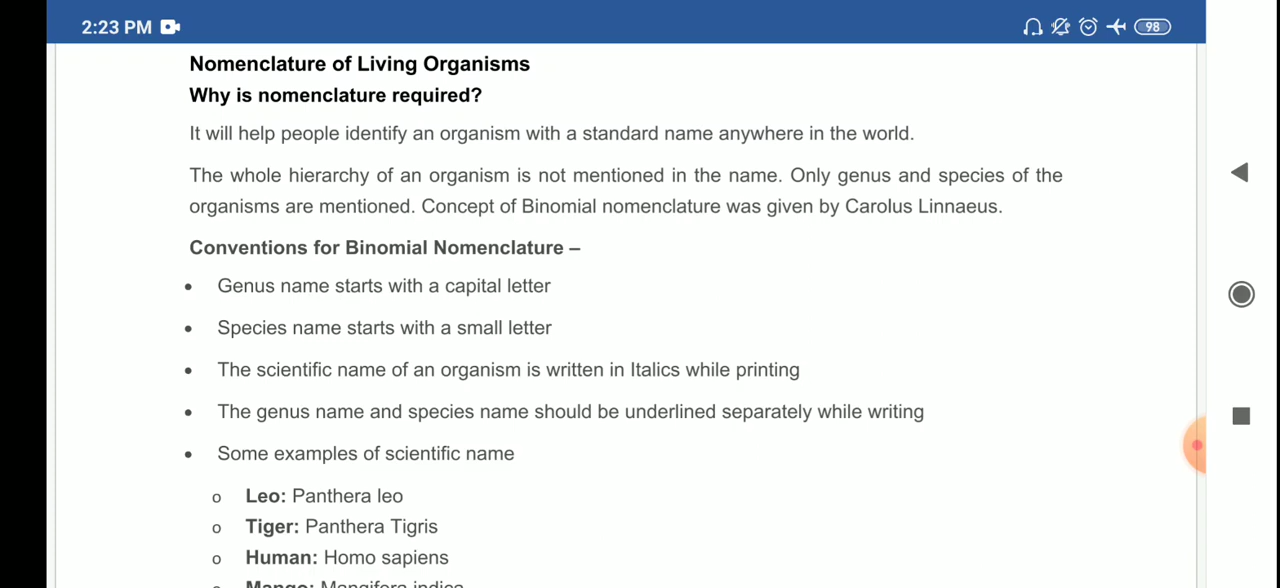 2:23 PM
98
Nomenclature of Living Organisms
Why is nomenclature required?
It will help people identify an organism with a standard name anywhere in the world.
The whole hierarchy of an organism is not mentioned in the name. Only genus and species of the
organisms are mentioned. Concept of Binomial nomenclature was given by Carolus Linnaeus.
Conventions for Binomial Nomenclature –
• Genus name starts with a capital letter
• Species name starts with a small letter
• The scientific name of an organism is written in Italics while printing
• The genus name and species name should be underlined separately while writing
• Some examples of scientific name
o Leo: Panthera leo
o Tiger: Panthera Tigris
o Human: Homo sapiens
o Mango: Mangifera indica